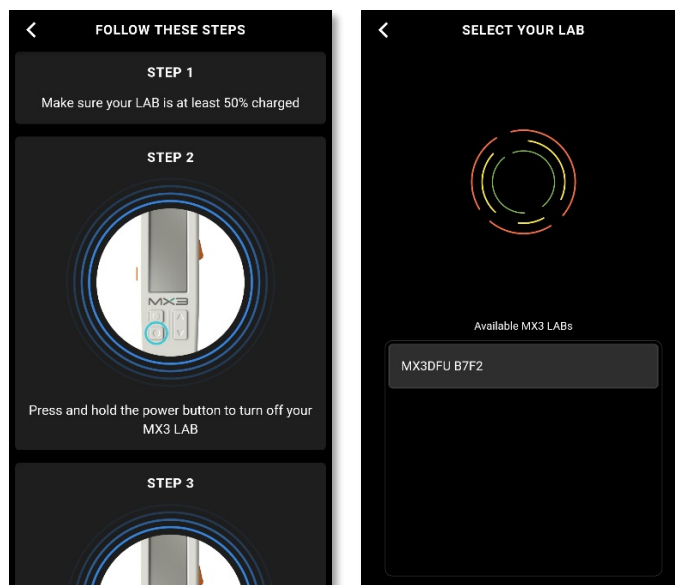 FOLLOW THESE STEPS
STEP 1
Make sure your LAB is at least 50% charged
STEP 2
MX3
Press and hold the power button to turn off your
MX3 LAB
STEP 3
SELECT YOUR LAB
Available MX3 LABs
MX3DFU B7F2